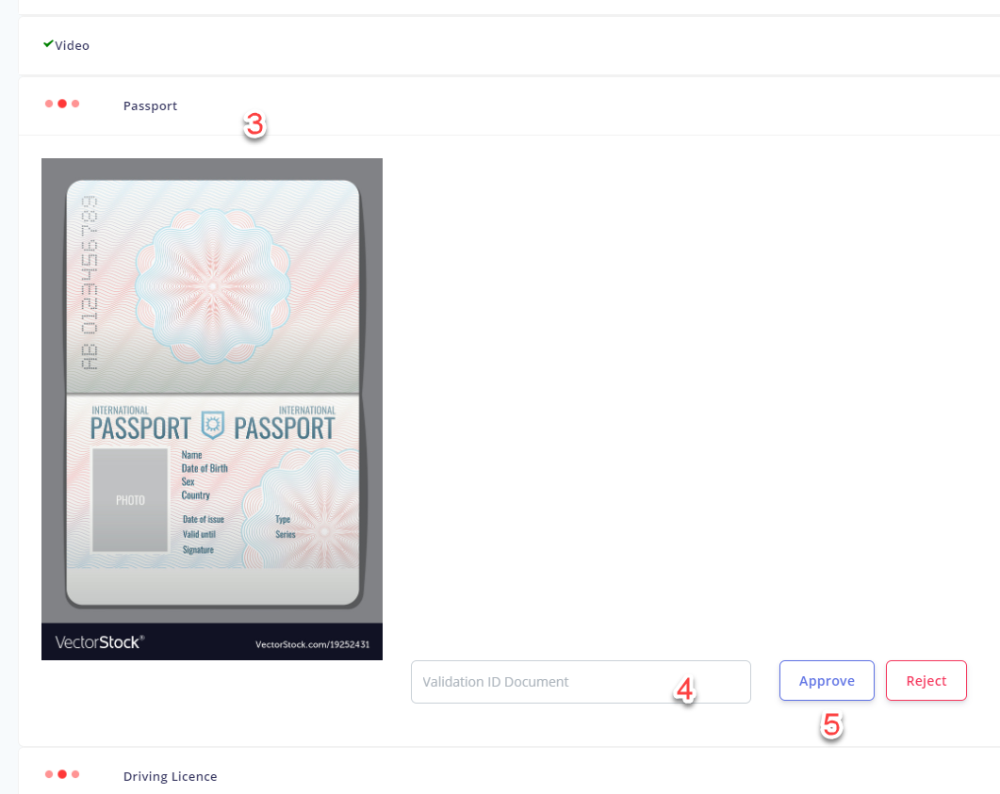 Video
Passport
3
AB 0123456789
INTERNATIONAL INTERNATIONAL
PASSPORT PASSPORT
PHOTO
Name
Date of Birth
Sex
Country
Date of issue Type
Valid until Series
Signature
VectorStock® VectorStock.com/19252431
Validation ID Document 4 Approve Reject
5
Driving Licence